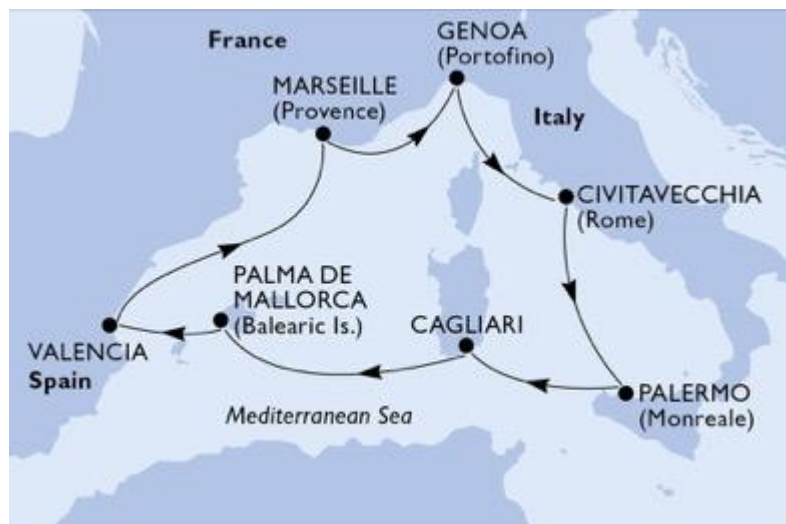 France
GENOA
(Portofino)
MARSEILLE
(Provence)
Italy
CIVITAVECCHIA
(Rome)
PALMA DE
MALLORCA
(Balearic Is.)
CAGLIARI
VALENCIA
Spain
PALERMO
(Monreale)
Mediterranean Sea